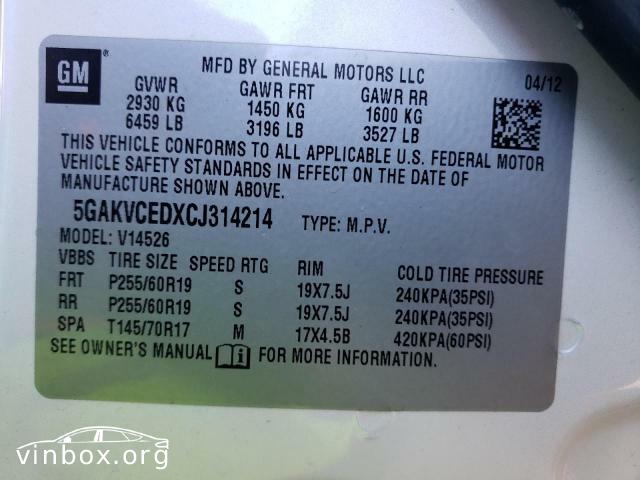 GM
MFD BY GENERAL MOTORS LLC
04/12
GVWR GAWR FRT GAWR RR
2930 KG 1450 KG 1600 KG
6459 LB 3196 LB 3527 LB
THIS VEHICLE CONFORMS TO ALL APPLICABLE U.S. FEDERAL MOTOR
VEHICLE SAFETY STANDARDS IN EFFECT ON THE DATE OF
MANUFACTURE SHOWN ABOVE.
5GAKVCEDXCJ314214 TYPE: M.P.V.
MODEL: V14526
VBBS TIRE SIZE SPEED RTG RIM COLD TIRE PRESSURE
FRT P255/60R19 S 19X7.5J 240KPA(35PSI)
RR P255/60R19 S 19X7.5J 240KPA(35PSI)
SPA T145/70R17 M 17X4.5B 420KPA(60PSI)
SEE OWNER'S MANUAL i FOR MORE INFORMATION.
vinbox.org